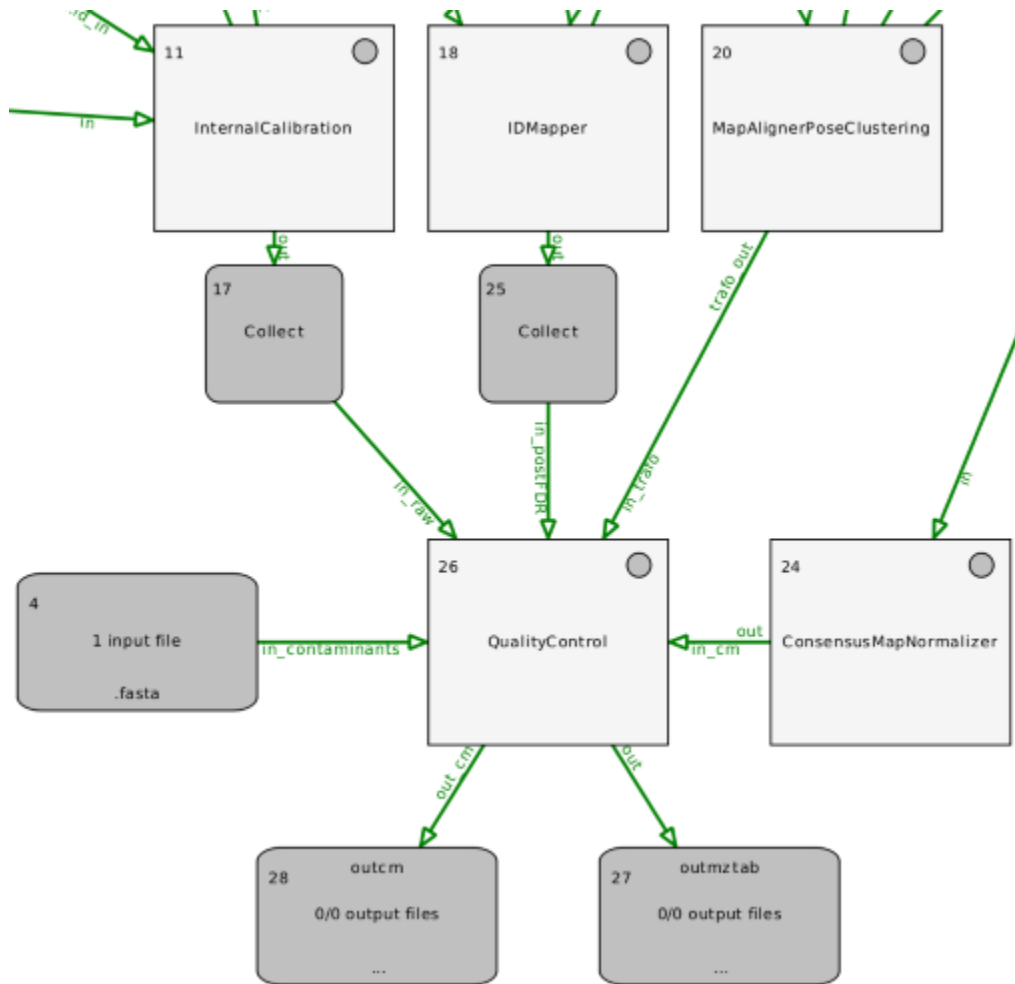 _id_in
in
11
InternalCalibration
18
IDMapper
20
MapAlignerPoseClustering
out
out
trafo_out
17
Collect
25
Collect
in_raw
in_postFDR
in_trafo
in
4
1 input file
.fasta
in_contaminants
26
QualityControl
out
in_cm
24
ConsensusMapNormalizer
out_cm
out
28
outcm
0/0 output files
...
27
outmztab
0/0 output files
...